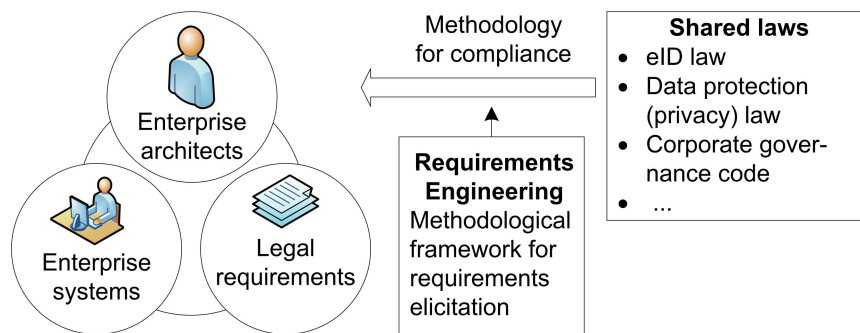 Enterprise
architects
Enterprise
systems
Legal
requirements
Methodology
for compliance
Requirements
Engineering
Methodological
framework for
requirements
elicitation
Shared laws
• eID law
• Data protection
(privacy) law
• Corporate gover-
nance code
• ...